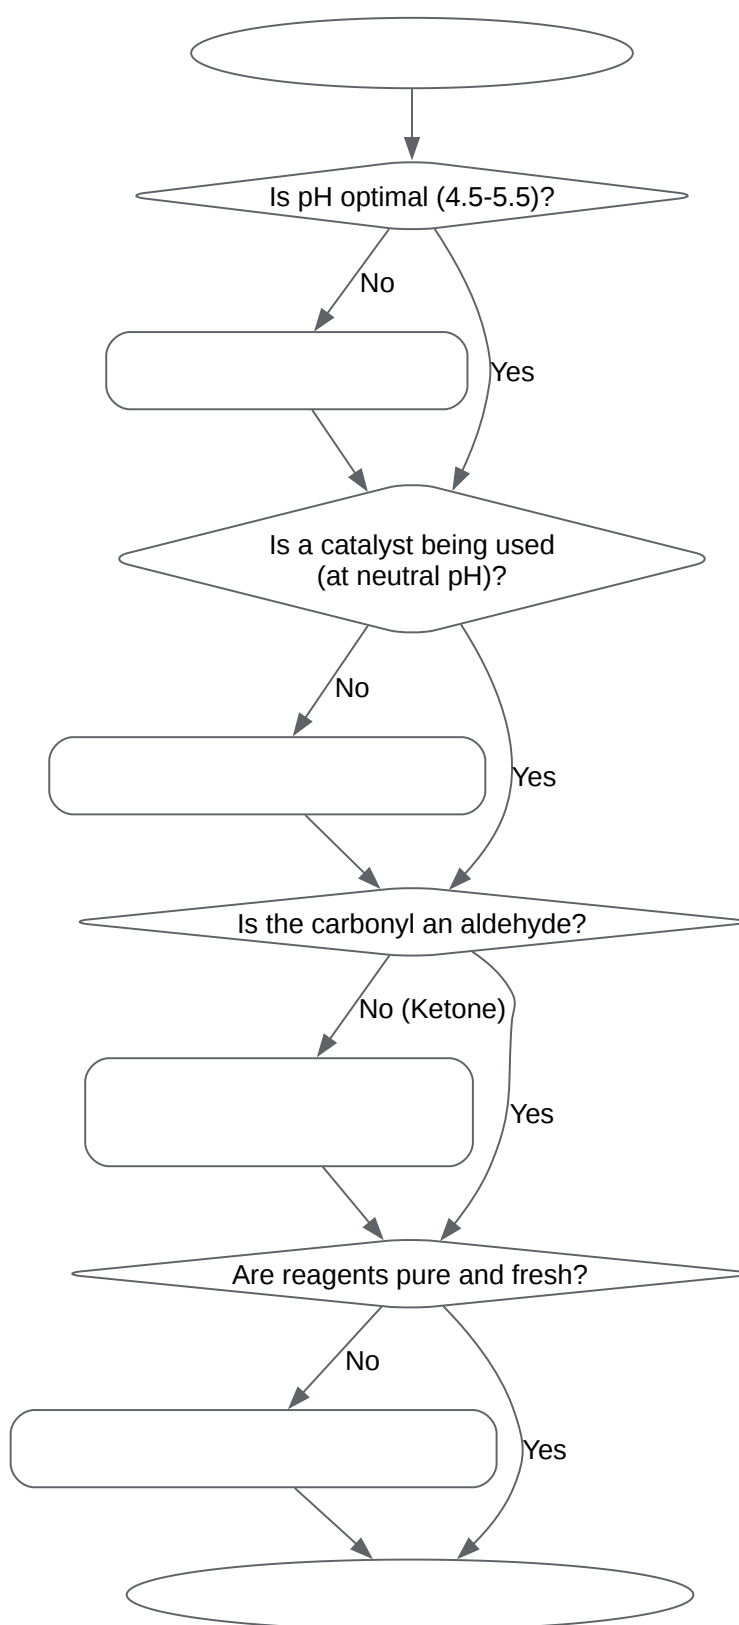 Is pH optimal (4.5-5.5)?
No
Yes
Is a catalyst being used
(at neutral pH)?
No
Yes
Is the carbonyl an aldehyde?
No (Ketone)
Yes
Are reagents pure and fresh?
No
Yes